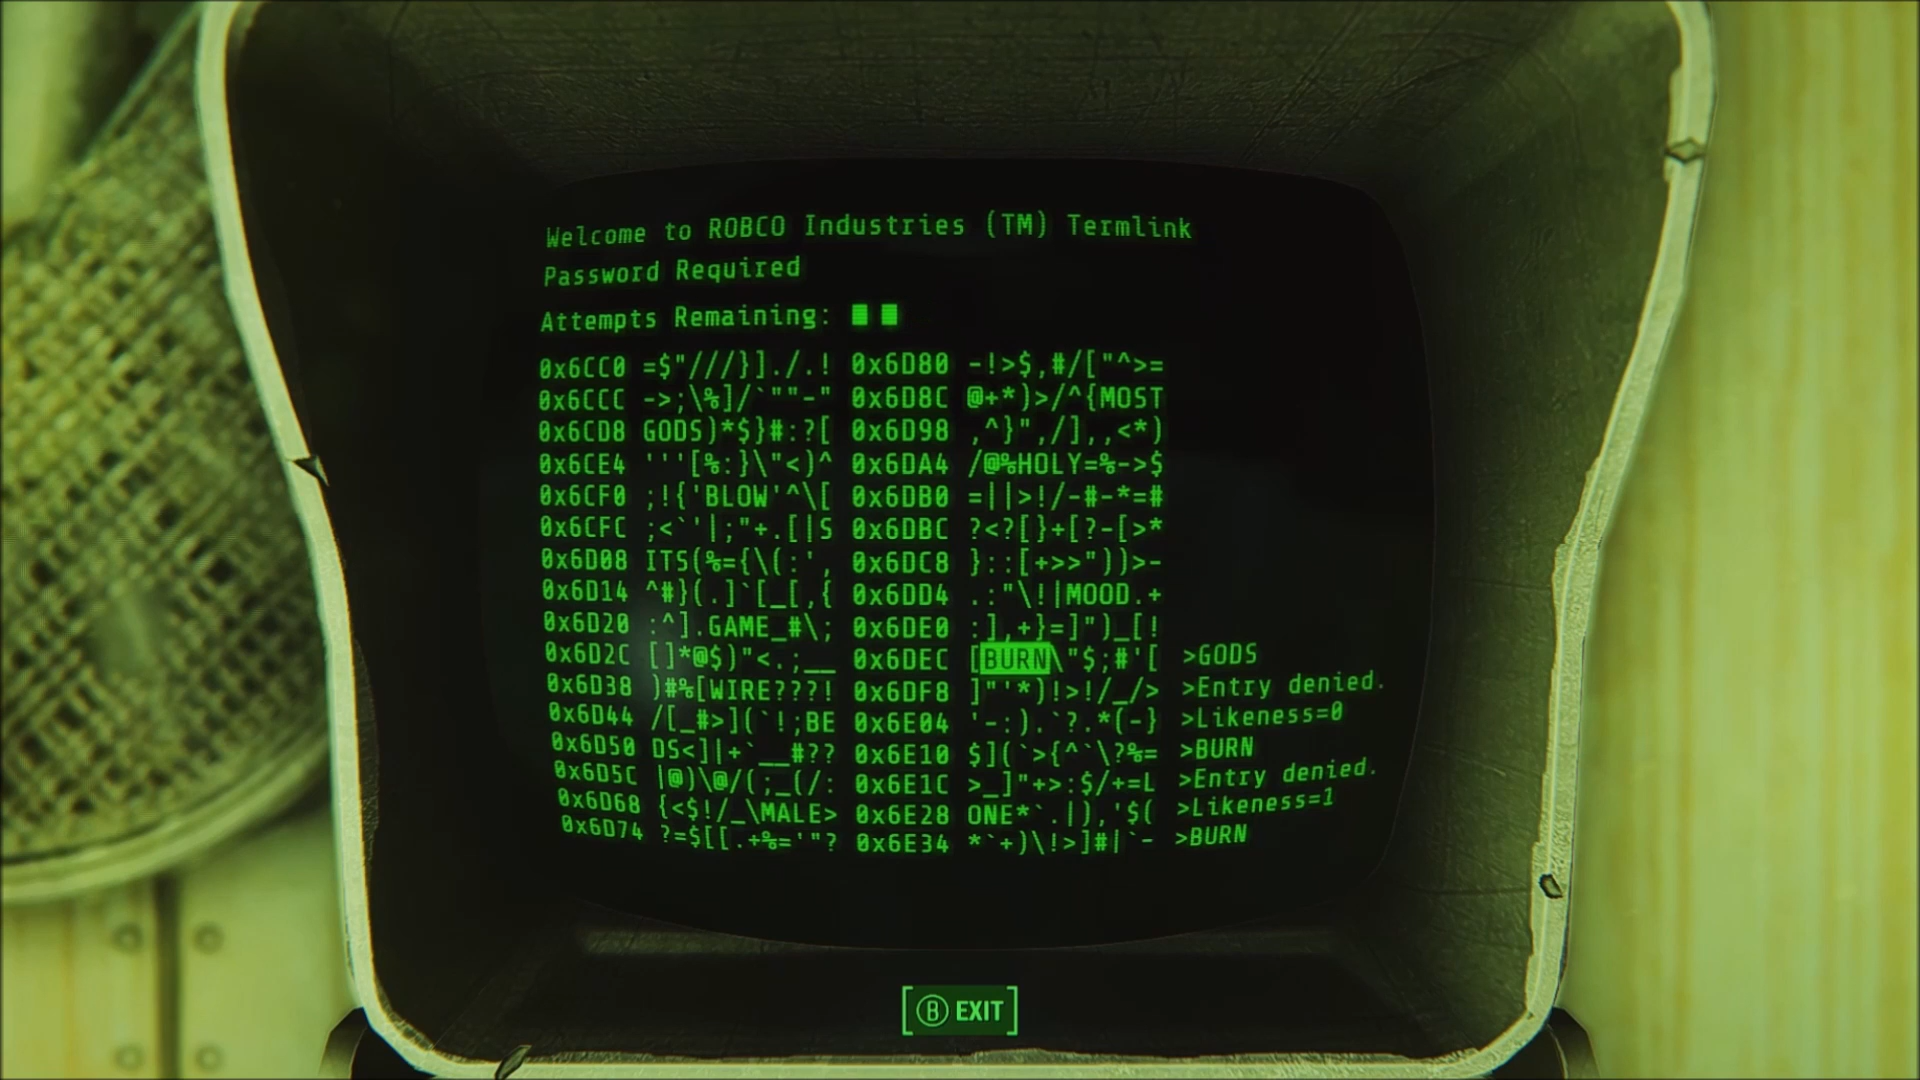 Welcome to ROBCO Industries (TM) Termlink
Password Required
Attempts Remaining:
0x6CC0 =$"///}]./.! 0x6D80 -!>$,#/["^>=
0x6CCC ->;\%]/`""-" 0x6D8C @+*)>/^{MOST
0x6CD8 GODS)*$}#:?[ 0x6D98 ,^}",/],,<*)
0x6CE4 '''[%:}\"<)^ 0x6DA4 /@%HOLY=%->$
0x6CF0 ;!{'BLOW'^\[ 0x6DB0 =||>!/-#-*=#
0x6CFC ;<`'|;"+.[|S 0x6DBC ?<?[}+[?-[>*
0x6D08 ITS(%={\(:', 0x6DC8 }::[+>>"))>-
0x6D14 ^#}(.]`[_[,{ 0x6DD4 .:"\!|MOOD.+
0x6D20 :^].GAME_#\; 0x6DE0 :],+}=]")_[!
0x6D2C []*@$)"<.;__ 0x6DEC [BURN\"$;#'[ >GODS
0x6D38 )#%[WIRE???! 0x6DF8 ]"'*)!>!/_/> >Entry denied.
0x6D44 /[_#>](`!;BE 0x6E04 '-:).`?.*(-} >Likeness=0
0x6D50 DS<]|+`__#?? 0x6E10 $](`>{^`\?%= >BURN
0x6D5C |@)\@/(;_(/: 0x6E1C >_]"+>:$/+=L >Entry denied.
0x6D68 {<$!/_\MALE> 0x6E28 ONE*`.|),'$( >Likeness=1
0x6D74 ?=$[[.+%='"? 0x6E34 *`+)\!>]#|`- >BURN
B EXIT